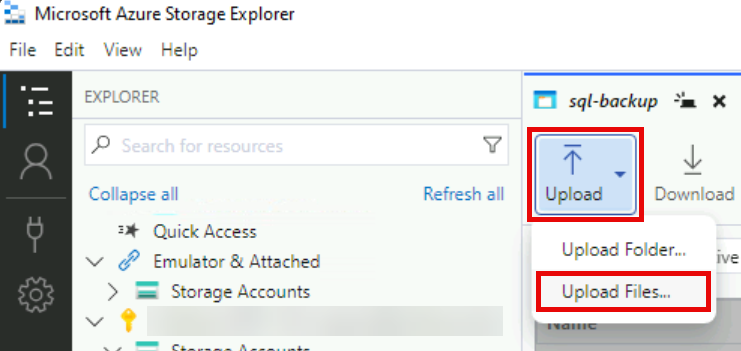 Microsoft Azure Storage Explorer
File Edit View Help
EXPLORER
Search for resources
Collapse all Refresh all
Quick Access
Emulator & Attached
Storage Accounts
Storage Accounts
sql-backup
Upload Download
Upload Folder...
Upload Files...
Name